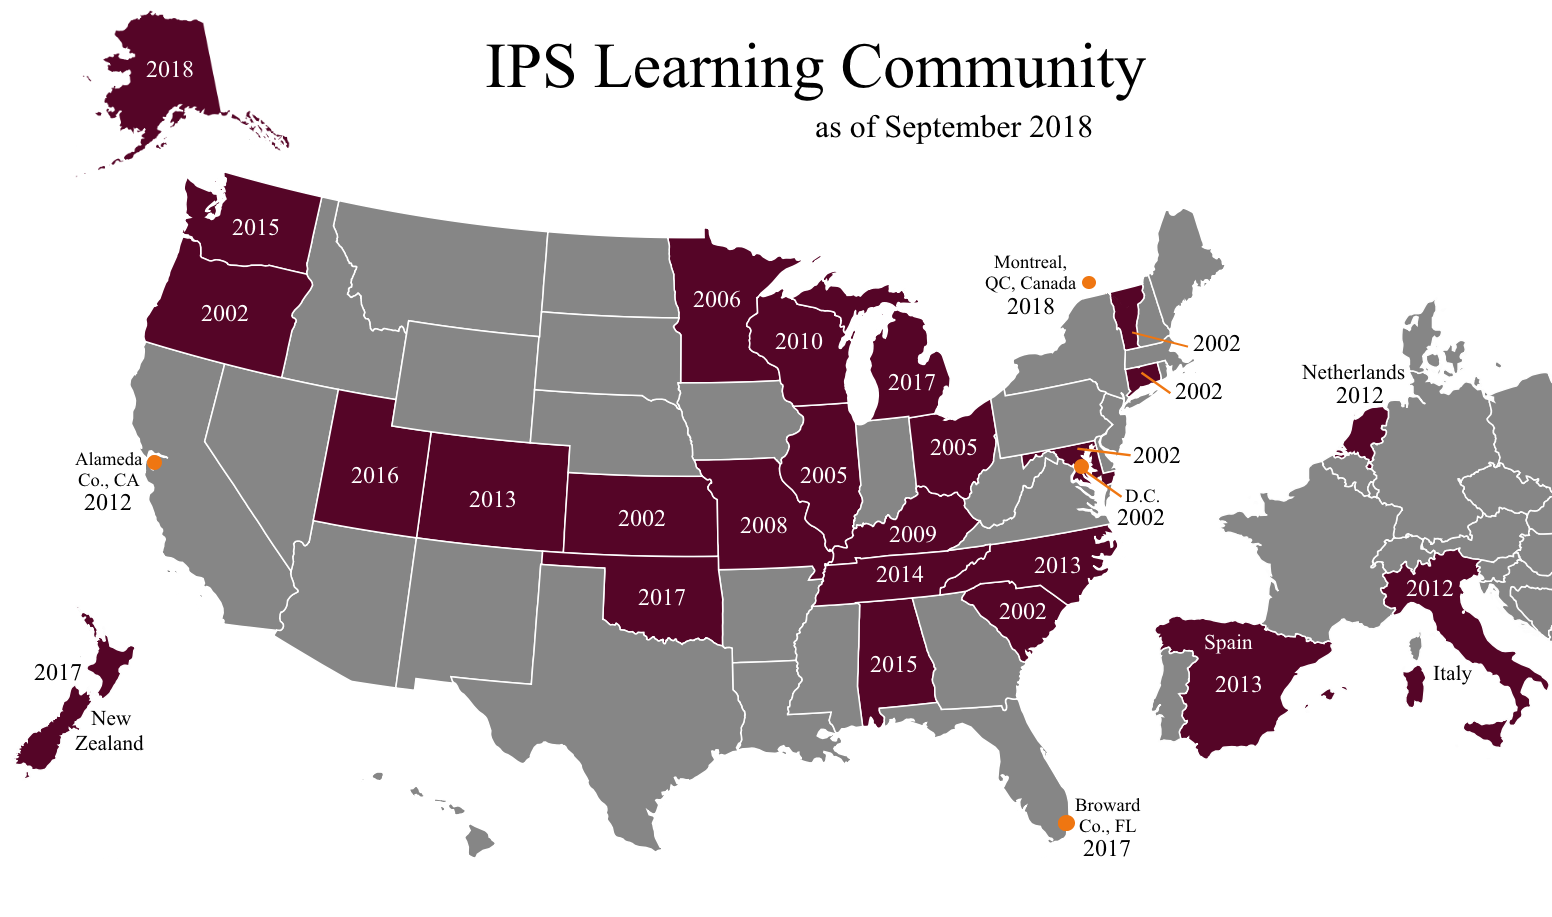 IPS Learning Community
as of September 2018
2018
2015
2002
2006
2010
2017
Montreal,
QC, Canada
2018
2002
2002
Netherlands
2012
Alameda
Co., CA
2012
2016
2013
2002
2008
2005
2005
2002
D.C.
2002
2009
2014
2013
2017
2002
2015
2012
Spain
2013
Italy
2017
New
Zealand
Broward
Co., FL
2017